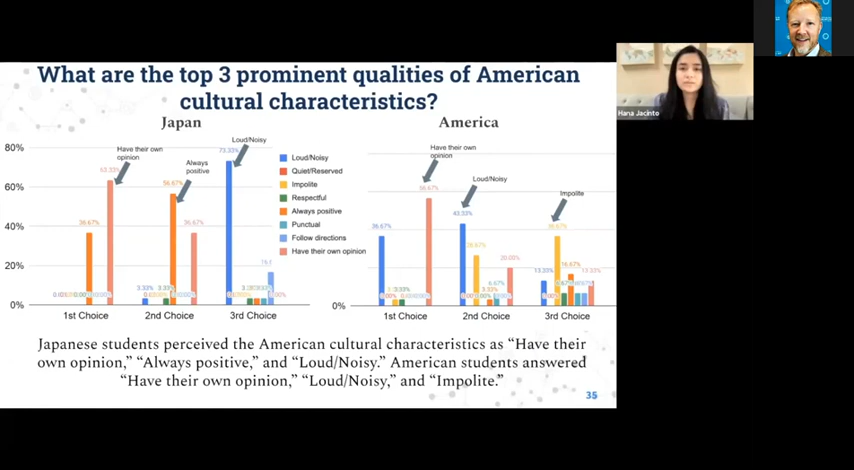 What are the top 3 prominent qualities of American
cultural characteristics?
Japan
America
80%
60%
40%
20%
0%
Have their own
opinion
Always
positive
Loud/Noisy
63.33%
36.67%
56.67%
36.67%
3.33%
3.33%
73.33%
1st Choice
2nd Choice
3rd Choice
Loud/Noisy
Quiet/Reserved
Impolite
Respectful
Always positive
Punctual
Follow directions
Have their own opinion
0%
Have their own
opinion
Loud/Noisy
Impolite
36.67%
43.33%
20.00%
6.67%
13.33%
16.67%
13.33%
1st Choice
2nd Choice
3rd Choice
Japanese students perceived the American cultural characteristics as “Have their
own opinion,” “Always positive,” and “Loud/Noisy.” American students answered
“Have their own opinion,” “Loud/Noisy,” and “Impolite.”
35
Hana Jacinto